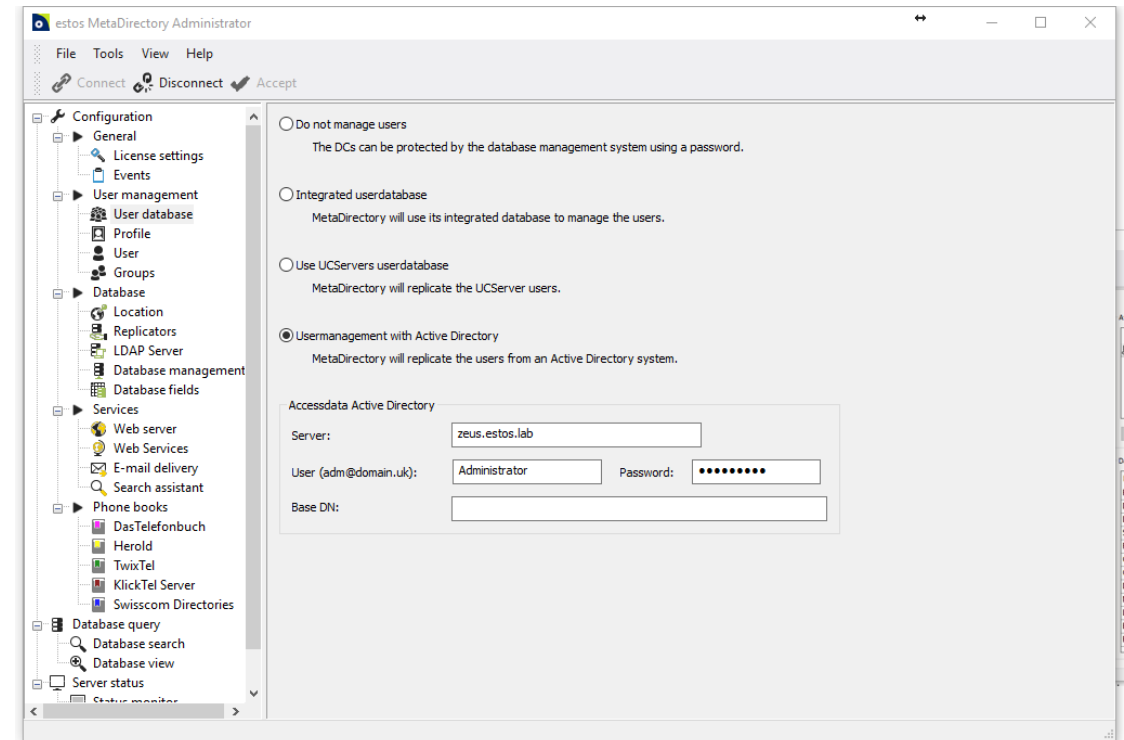 estos MetaDirectory Administrator
File Tools View Help
Connect Disconnect Accept
Configuration
General
License settings
Events
User management
User database
Profile
User
Groups
Database
Location
Replicators
LDAP Server
Database management
Database fields
Services
Web server
Web Services
E-mail delivery
Search assistant
Phone books
DasTelefonbuch
Herold
TwixTel
KlickTel Server
Swisscom Directories
Database query
Database search
Database view
Server status
Status monitor
Do not manage users
The DCs can be protected by the database management system using a password.
Integrated userdatabase
MetaDirectory will use its integrated database to manage the users.
Use UCServers userdatabase
MetaDirectory will replicate the UCServer users.
Usermanagement with Active Directory
MetaDirectory will replicate the users from an Active Directory system.
Accessdata Active Directory
Server: zeus.estos.lab
User (adm@domain.uk): Administrator Password: •••••••••
Base DN: